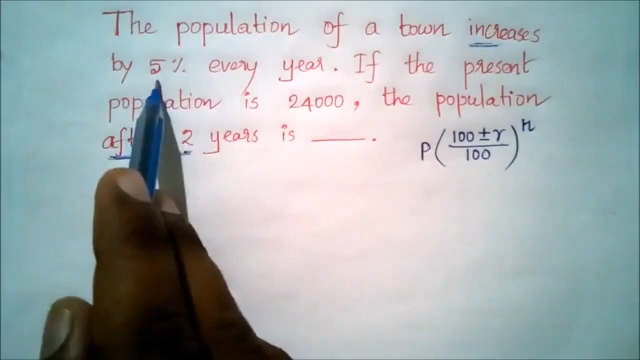 The population of a town increases
by 5% every year. If the present
population is 24000, the population
2 years is ____.
P((100 ± r)/100)^n